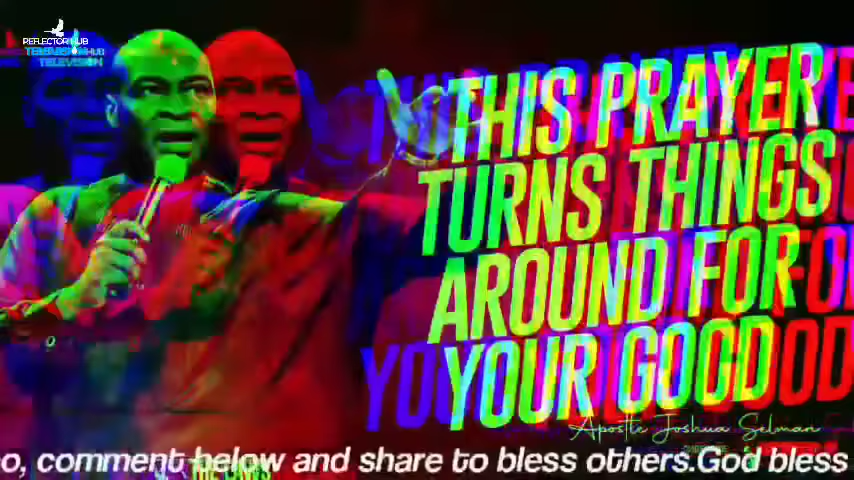 REFLECTOR HUB
TELEVISION
THIS PRAYER
TURNS THINGS
AROUND FOR
YOUR GOOD
Apostle Joshua Selman
o, comment below and share to bless others.God bless